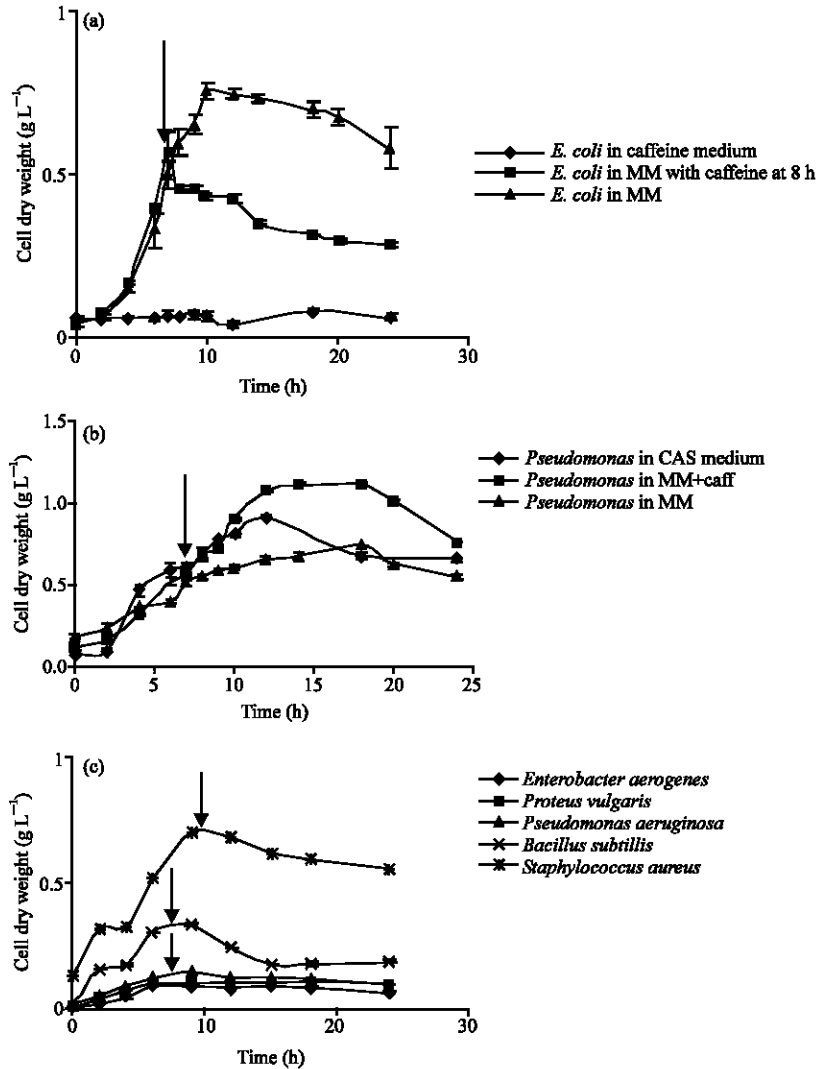 (a)
1
0.5
0
Cell dry weight (g L⁻¹)
0 10 20 30
Time (h)
E. coli in caffeine medium
E. coli in MM with caffeine at 8 h
E. coli in MM
(b)
1.5
1.0
0.5
0.0
Cell dry weight (g L⁻¹)
0 5 10 15 20 25
Time (h)
Pseudomonas in CAS medium
Pseudomonas in MM+caff
Pseudomonas in MM
(c)
1
0.5
0
Cell dry weight (g L⁻¹)
0 10 20 30
Time (h)
Enterobacter aerogenes
Proteus vulgaris
Pseudomonas aeruginosa
Bacillus subtillis
Staphylococcus aureus